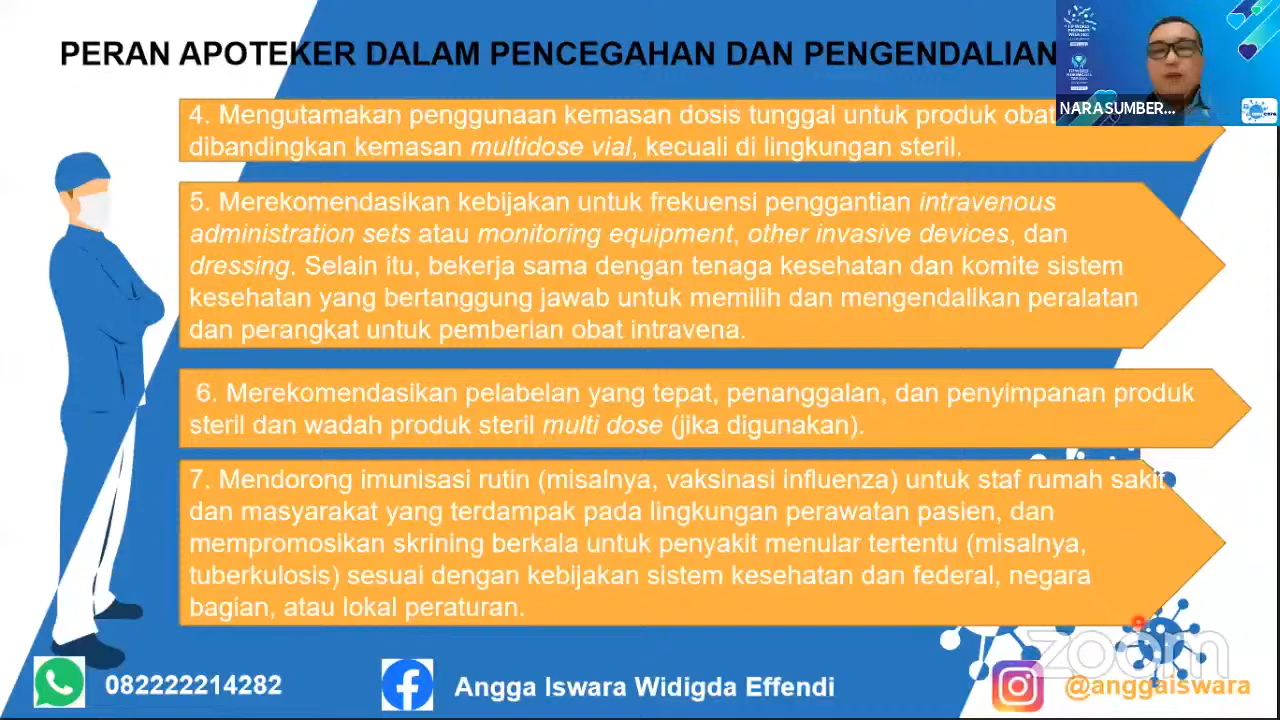 PERAN APOTEKER DALAM PENCEGAHAN DAN PENGENDALIAN
NARASUMBER...
4. Mengutamakan penggunaan kemasan dosis tunggal untuk produk obat
dibandingkan kemasan multidose vial, kecuali di lingkungan steril.
5. Merekomendasikan kebijakan untuk frekuensi penggantian intravenous
administration sets atau monitoring equipment, other invasive devices, dan
dressing. Selain itu, bekerja sama dengan tenaga kesehatan dan komite sistem
kesehatan yang bertanggung jawab untuk memilih dan mengendalikan peralatan
dan perangkat untuk pemberian obat intravena.
6. Merekomendasikan pelabelan yang tepat, penanggalan, dan penyimpanan produk
steril dan wadah produk steril multi dose (jika digunakan).
7. Mendorong imunisasi rutin (misalnya, vaksinasi influenza) untuk staf rumah sakit
dan masyarakat yang terdampak pada lingkungan perawatan pasien, dan
mempromosikan skrining berkala untuk penyakit menular tertentu (misalnya,
tuberkulosis) sesuai dengan kebijakan sistem kesehatan dan federal, negara
bagian, atau lokal peraturan.
zoom
082222214282
Angga Iswara Widigda Effendi
@anggaiswara